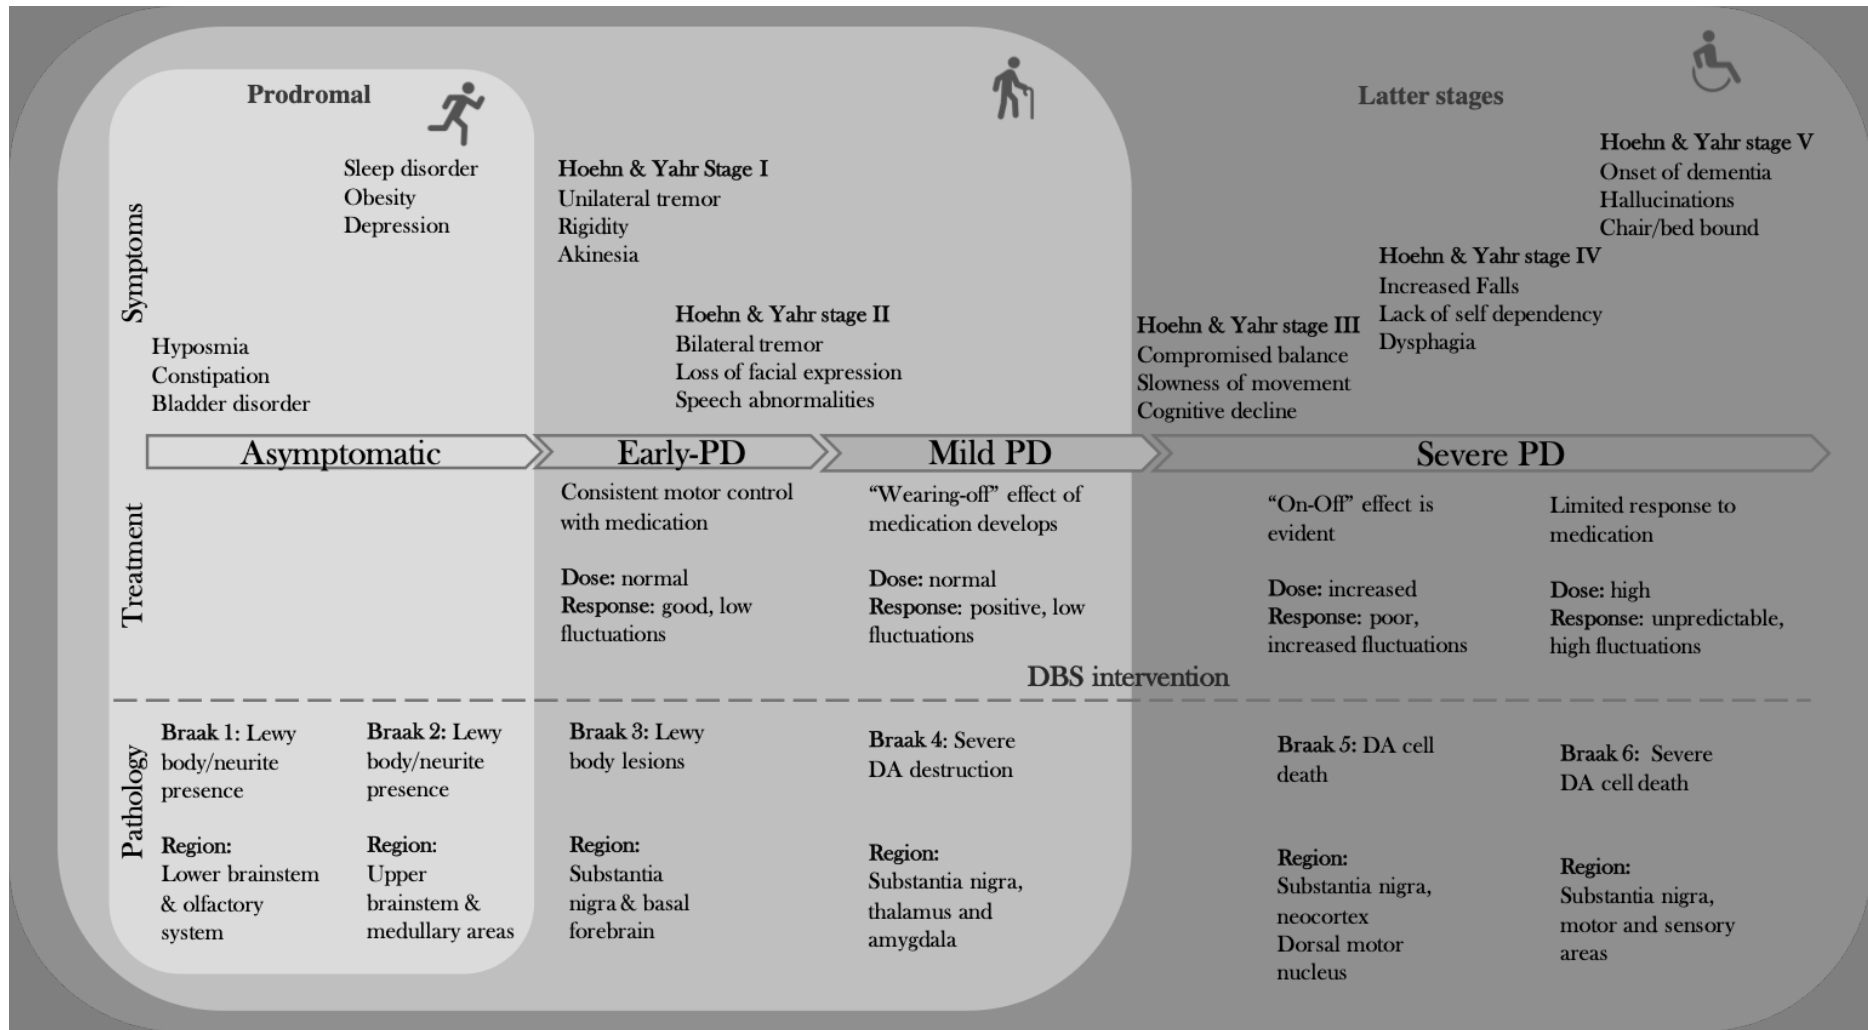 Prodromal
Latter stages
Symptoms
Sleep disorder
Obesity
Depression
Hyposmia
Constipation
Bladder disorder
Hoehn & Yahr Stage I
Unilateral tremor
Rigidity
Akinesia
Hoehn & Yahr stage II
Bilateral tremor
Loss of facial expression
Speech abnormalities
Hoehn & Yahr stage III
Compromised balance
Slowness of movement
Cognitive decline
Hoehn & Yahr stage IV
Increased Falls
Lack of self dependency
Dysphagia
Hoehn & Yahr stage V
Onset of dementia
Hallucinations
Chair/bed bound
Asymptomatic
Early-PD
Mild PD
Severe PD
Treatment
Consistent motor control
with medication
Dose: normal
Response: good, low
fluctuations
“Wearing-off” effect of
medication develops
Dose: normal
Response: positive, low
fluctuations
“On-Off” effect is
evident
Dose: increased
Response: poor,
increased fluctuations
Limited response to
medication
Dose: high
Response: unpredictable,
high fluctuations
DBS intervention
Pathology
Braak 1: Lewy
body/neurite
presence
Region:
Lower brainstem
& olfactory
system
Braak 2: Lewy
body/neurite
presence
Region:
Upper
brainstem &
medullary areas
Braak 3: Lewy
body lesions
Region:
Substantia
nigra & basal
forebrain
Braak 4: Severe
DA destruction
Region:
Substantia nigra,
thalamus and
amygdala
Braak 5: DA cell
death
Region:
Substantia nigra,
neocortex
Dorsal motor
nucleus
Braak 6: Severe
DA cell death
Region:
Substantia nigra,
motor and sensory
areas